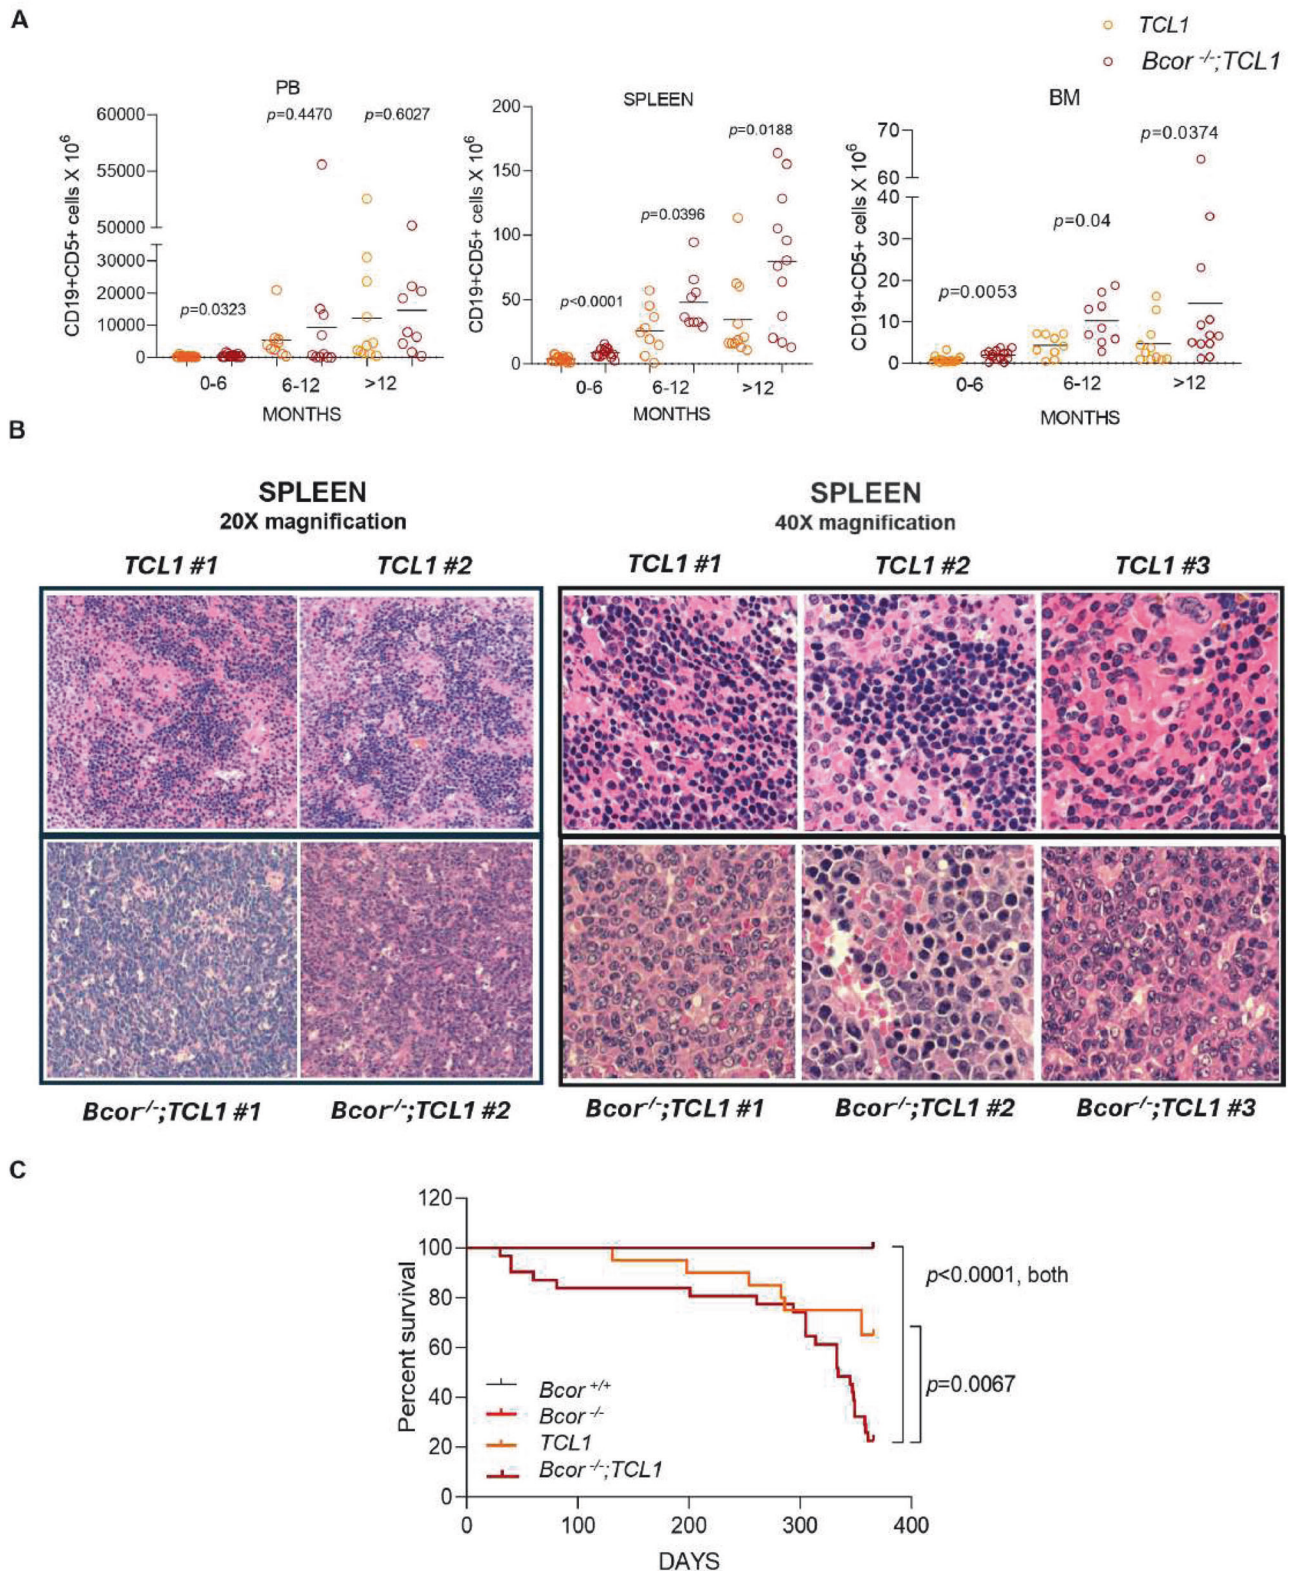 A
TCL1
Bcor -/-;TCL1
PB
CD19+CD5+ cells X 10^6
60000
55000
50000
30000
20000
10000
0
p=0.4470
p=0.6027
p=0.0323
0-6
6-12
>12
MONTHS
SPLEEN
CD19+CD5+ cells X 10^6
200
150
100
50
0
p=0.0188
p=0.0396
p<0.0001
0-6
6-12
>12
MONTHS
BM
CD19+CD5+ cells X 10^6
70
60
40
30
20
10
0
p=0.0374
p=0.04
p=0.0053
0-6
6-12
>12
MONTHS
B
SPLEEN
20X magnification
TCL1 #1
TCL1 #2
Bcor/-;TCL1 #1
Bcor/-;TCL1 #2
SPLEEN
40X magnification
TCL1 #1
TCL1 #2
TCL1 #3
Bcor/-;TCL1 #1
Bcor/-;TCL1 #2
Bcor/-;TCL1 #3
C
Percent survival
120
100
80
60
40
20
0
p<0.0001, both
p=0.0067
Bcor +/+
Bcor -/-
TCL1
Bcor -/-;TCL1
0
100
200
300
400
DAYS